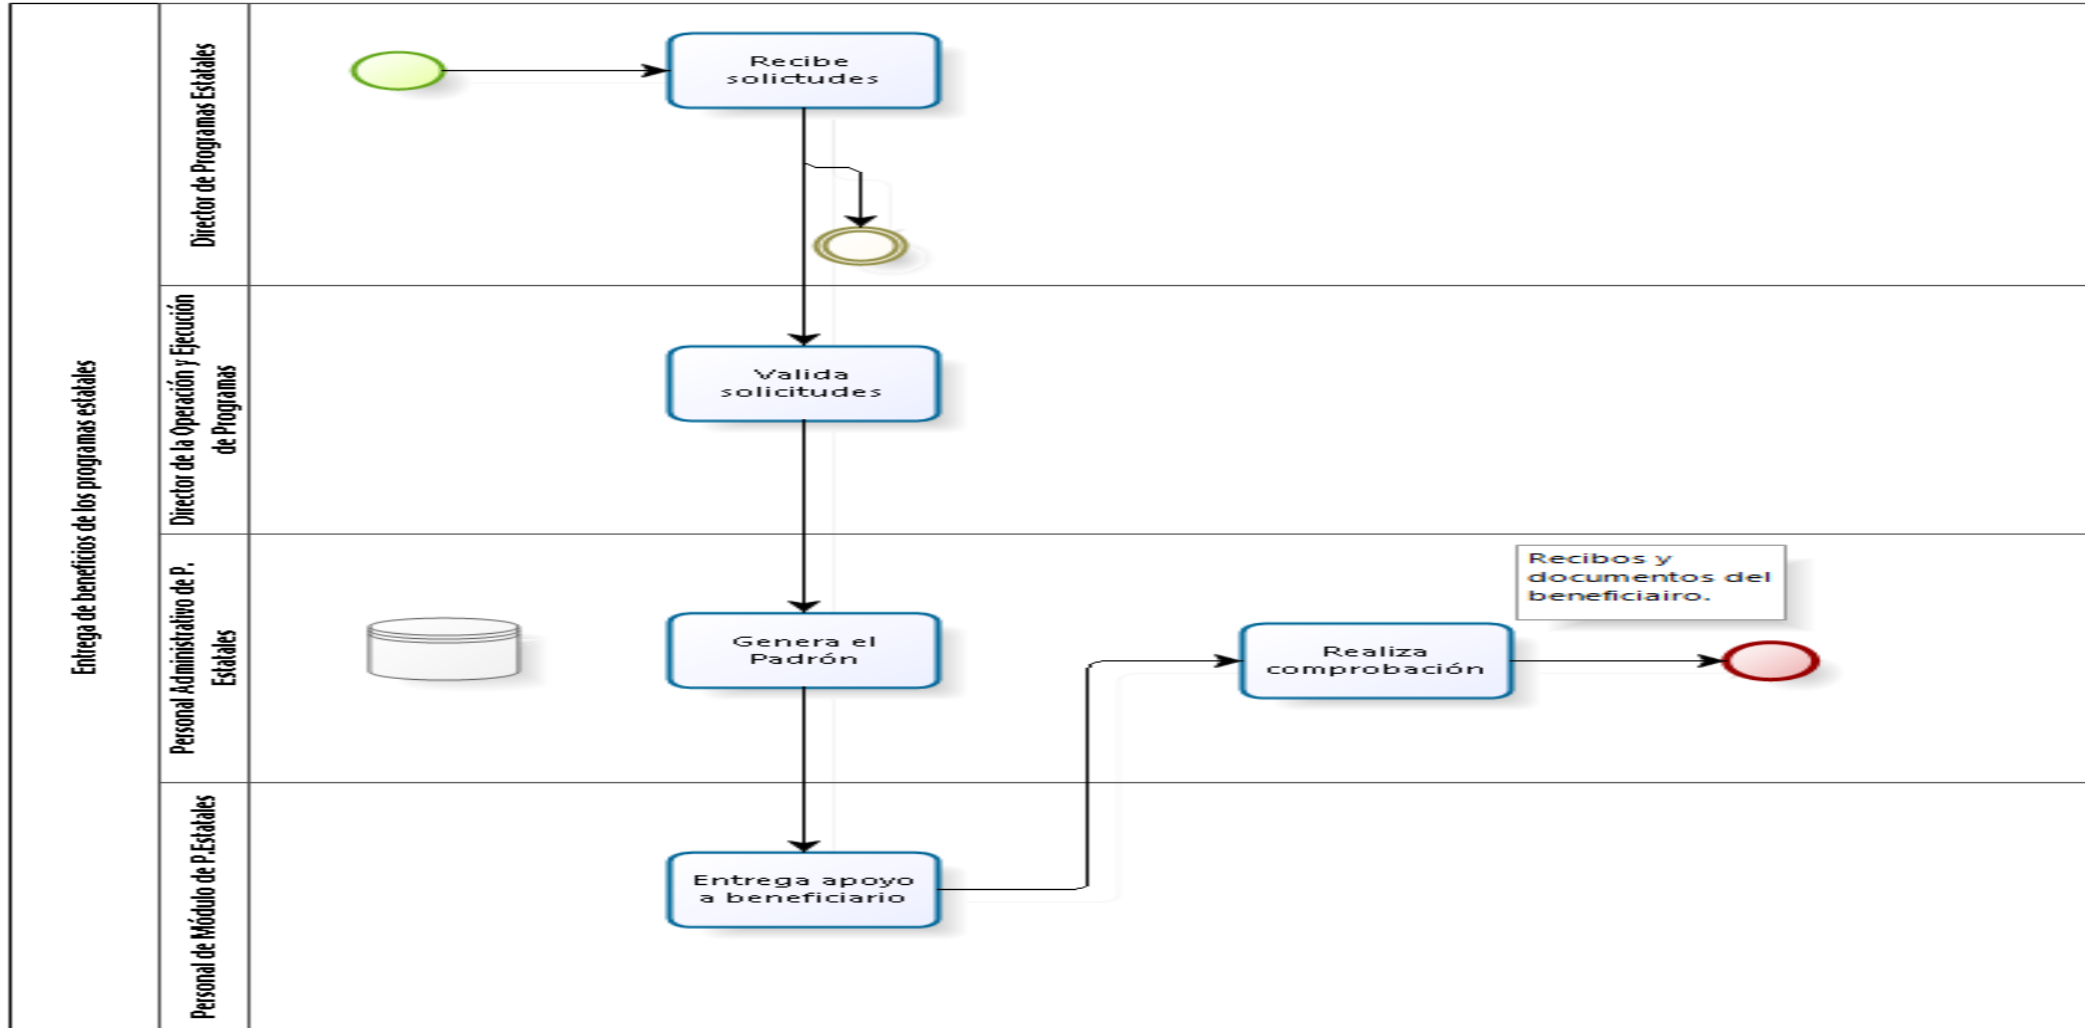 Entrega de beneficios de los programas estatales
Director de Programas Estatales
Recibe
solictudes
Director de la Operación y Ejecución
de Programas
Valida
solicitudes
Personal Administrativo de P.
Estatales
Genera el
Padrón
Realiza
comprobación
Recibos y
documentos del
beneficiairo.
Personal de Módulo de P.Estatales
Entrega apoyo
a beneficiario